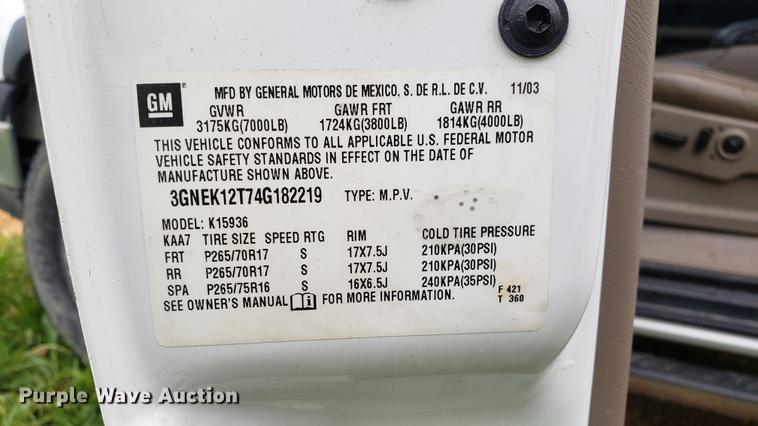 GM
MFD BY GENERAL MOTORS DE MEXICO, S. DE R.L. DE C.V. 11/03
GVWR GAWR FRT GAWR RR
3175KG(7000LB) 1724KG(3800LB) 1814KG(4000LB)
THIS VEHICLE CONFORMS TO ALL APPLICABLE U.S. FEDERAL MOTOR
VEHICLE SAFETY STANDARDS IN EFFECT ON THE DATE OF
MANUFACTURE SHOWN ABOVE.
3GNEK12T74G182219 TYPE: M.P.V.
MODEL: K15936
KAA7 TIRE SIZE SPEED RTG RIM COLD TIRE PRESSURE
FRT P265/70R17 S 17X7.5J 210KPA(30PSI)
RR P265/70R17 S 17X7.5J 210KPA(30PSI)
SPA P265/75R16 S 16X6.5J 240KPA(35PSI)
SEE OWNER'S MANUAL FOR MORE INFORMATION.
F 421
T 360
Purple Wave Auction